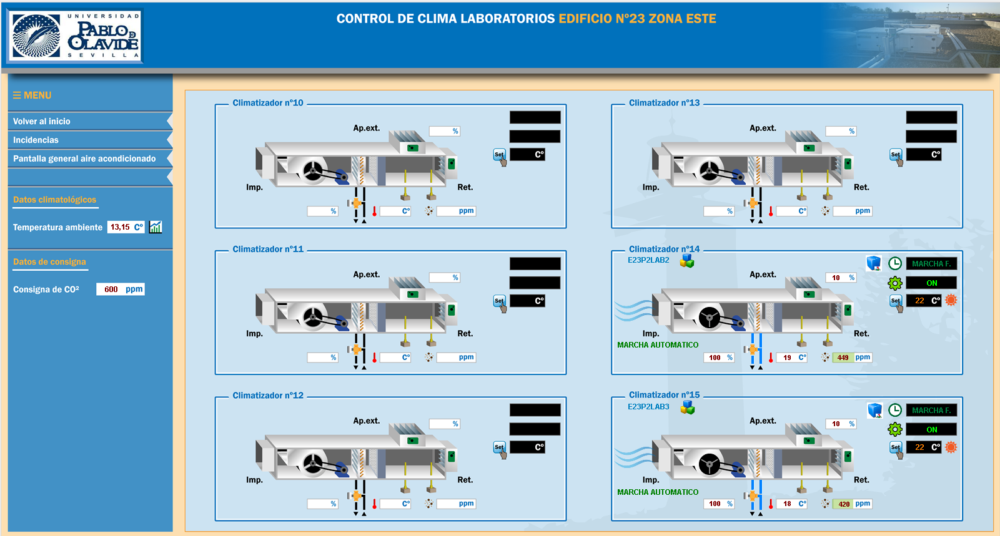 UNIVERSIDAD
PABLO DE
OLAVIDE
SEVILLA
CONTROL DE CLIMA LABORATORIOS EDIFICIO Nº23 ZONA ESTE
☰ MENU
Volver al inicio
Incidencias
Pantalla general aire acondicionado
Datos climatológicos
Temperatura ambiente 13,15 Cº
Datos de consigna
Consigna de CO² 600 ppm
Climatizador nº10
Ap.ext. %
Set Cº
Imp. Ret.
% Cº ppm
Climatizador nº13
Ap.ext. %
Set Cº
Imp. Ret.
% Cº ppm
Climatizador nº11
Ap.ext. %
Set Cº
Imp. Ret.
% Cº ppm
Climatizador nº14
E23P2LAB2 MARCHA F.
Ap.ext. 10 % ON
Set 22 Cº
Imp. Ret.
MARCHA AUTOMATICO
100 % 19 Cº 449 ppm
Climatizador nº12
Ap.ext. %
Set Cº
Imp. Ret.
% Cº ppm
Climatizador nº15
E23P2LAB3 MARCHA F.
Ap.ext. 10 % ON
Set 22 Cº
Imp. Ret.
MARCHA AUTOMATICO
100 % 18 Cº 420 ppm